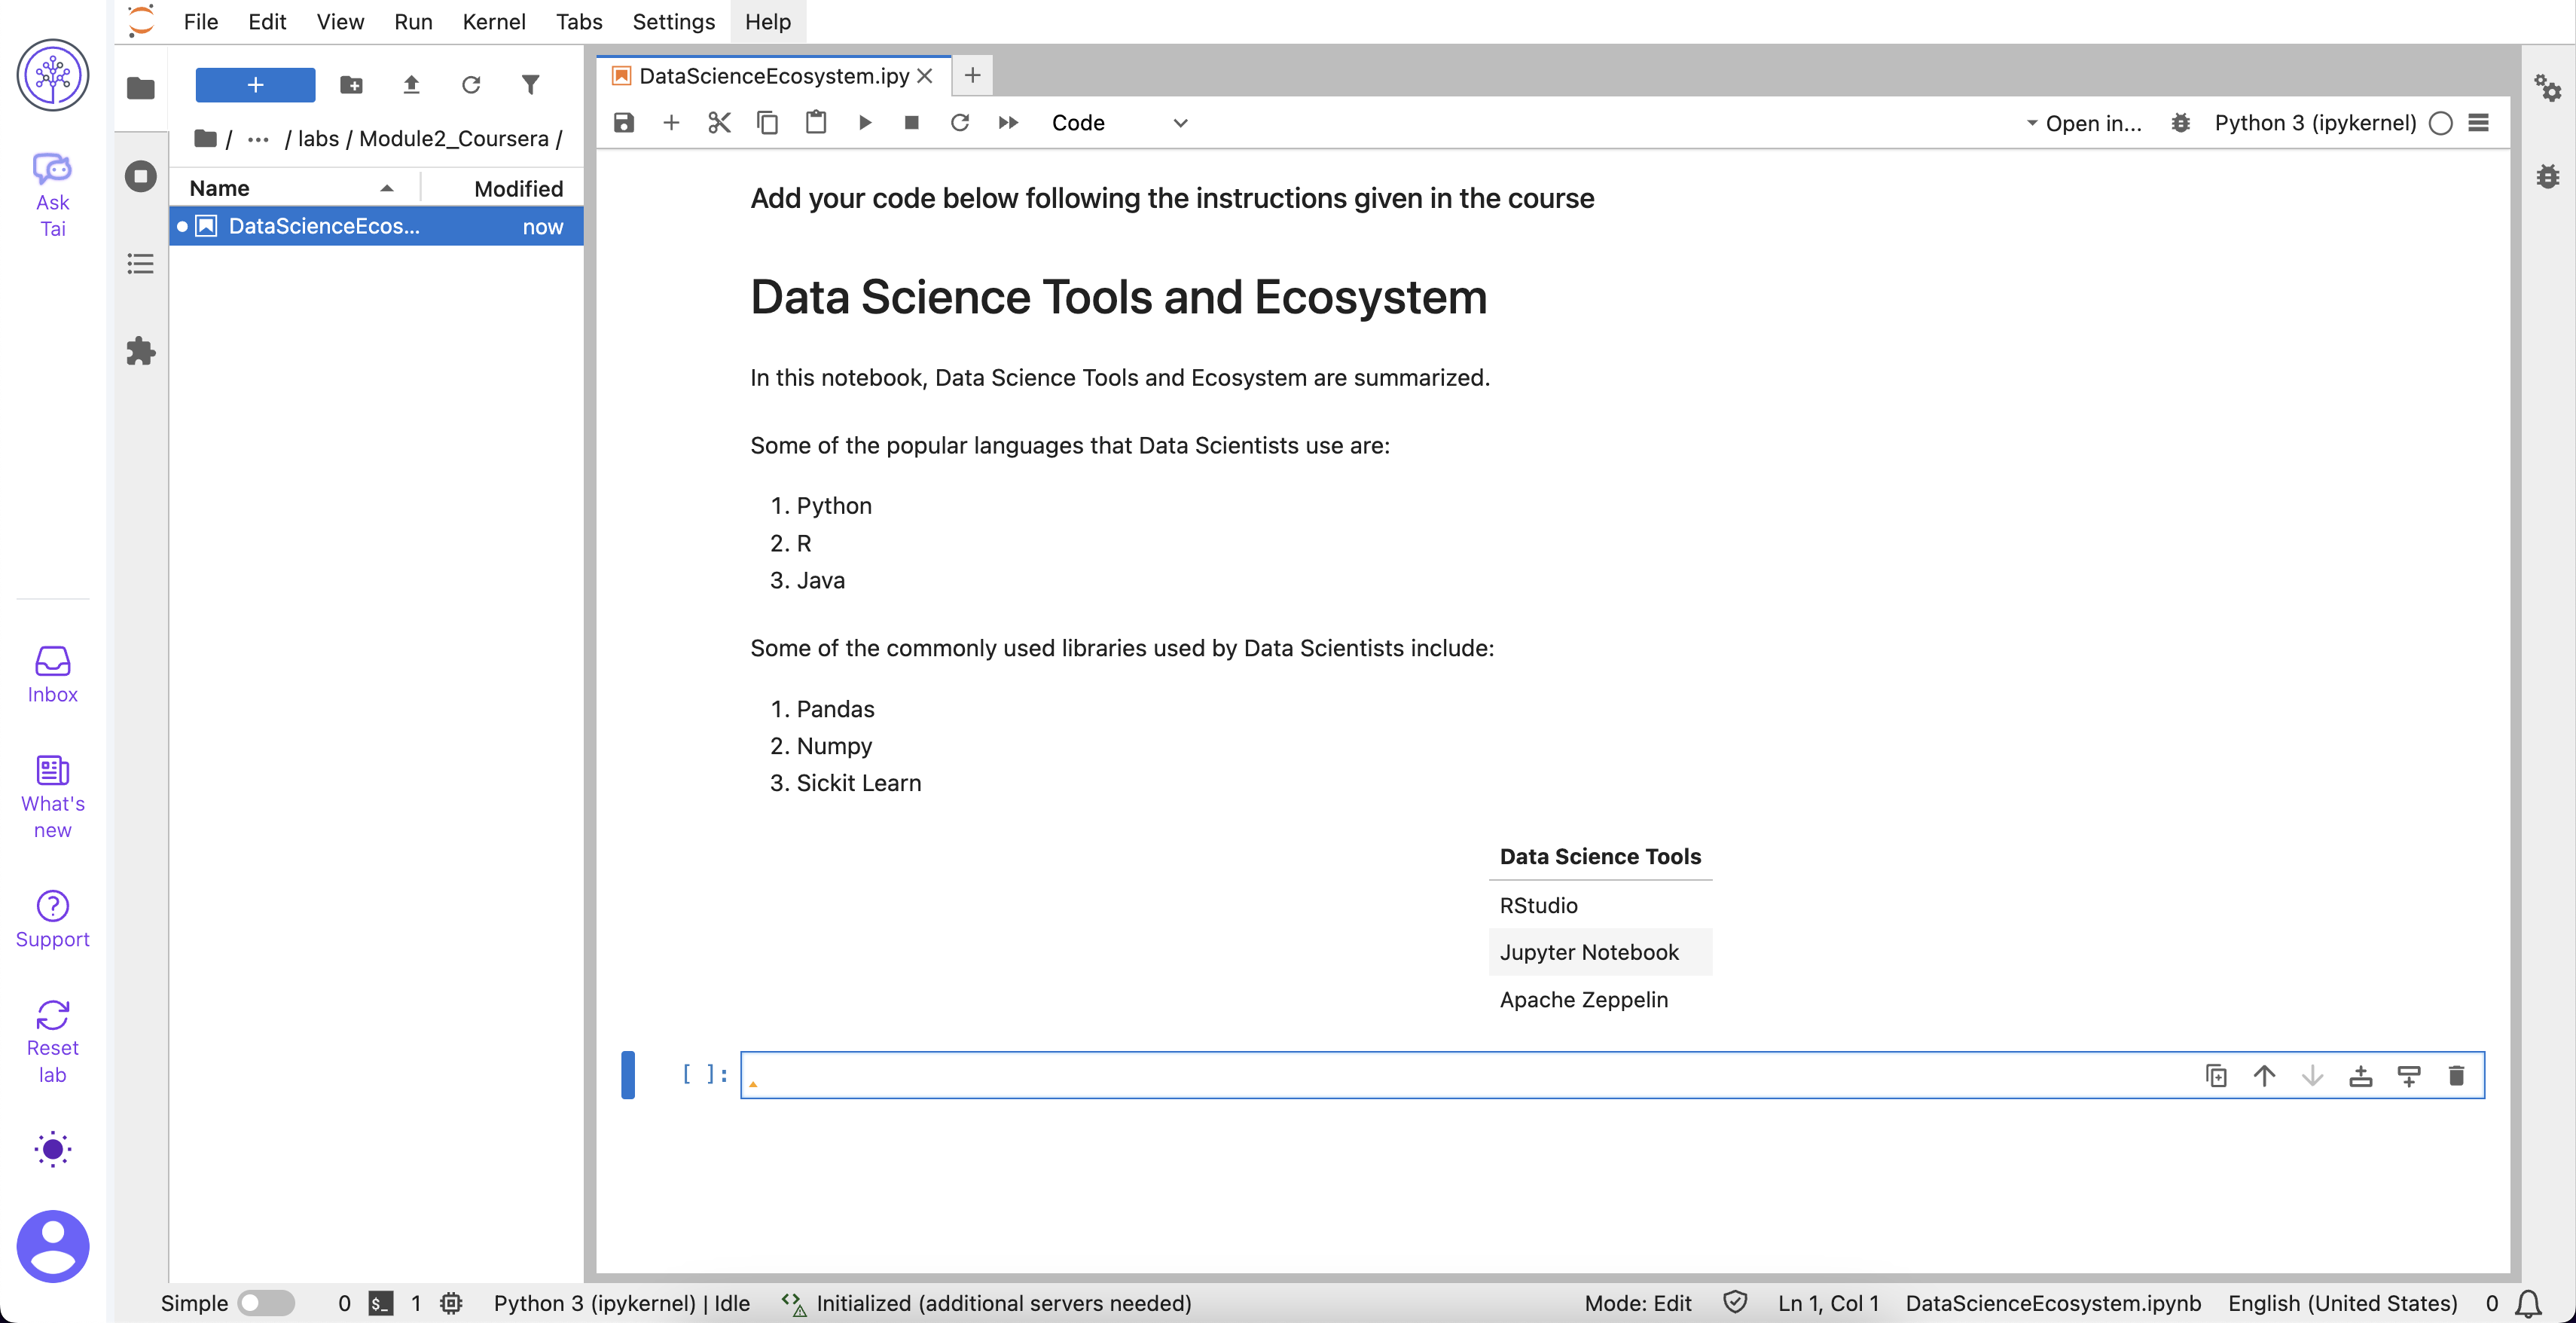 File Edit View Run Kernel Tabs Settings Help
Ask
Tai
Inbox
What's
new
Support
Reset
lab
+
/ ... / labs / Module2_Coursera /
Name Modified
DataScienceEcos... now
DataScienceEcosystem.ipy
Code
Open in...
Python 3 (ipykernel)
Add your code below following the instructions given in the course
Data Science Tools and Ecosystem
In this notebook, Data Science Tools and Ecosystem are summarized.
Some of the popular languages that Data Scientists use are:
1. Python
2. R
3. Java
Some of the commonly used libraries used by Data Scientists include:
1. Pandas
2. Numpy
3. Sickit Learn
Data Science Tools
RStudio
Jupyter Notebook
Apache Zeppelin
[ ]:
Simple 0 $_ 1 Python 3 (ipykernel) | Idle Initialized (additional servers needed) Mode: Edit Ln 1, Col 1 DataScienceEcosystem.ipynb English (United States) 0